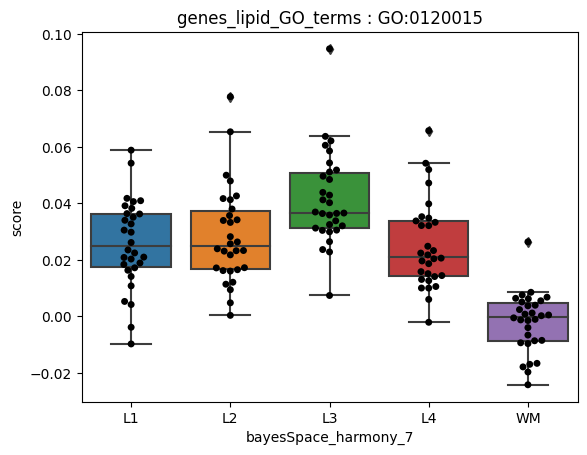 genes_lipid_GO_terms : GO:0120015
0.10
0.08
0.06
0.04
0.02
0.00
−0.02
score
L1 L2 L3 L4 WM
bayesSpace_harmony_7